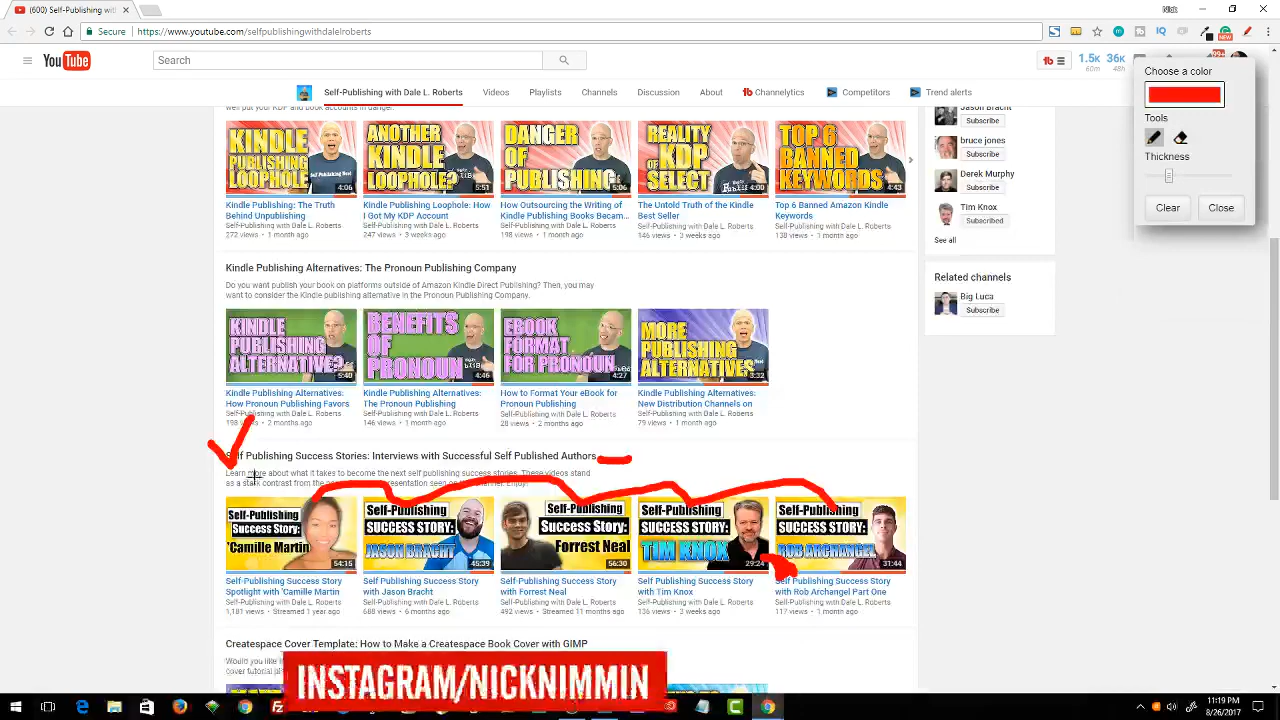 (600) Self-Publishing with
Nick
Secure
https://www.youtube.com/selfpublishingwithdalelroberts
YouTube
Search
1.5K
60m
36K
48h
99+
NEW
Choose a color
Tools
Thickness
Clear
Close
Self-Publishing with Dale L. Roberts
Videos
Playlists
Channels
Discussion
About
Channelytics
Competitors
Trend alerts
well put your KDP and book accounts in danger.
KINDLE PUBLISHING LOOPHOLE
4:06
ANOTHER KINDLE LOOPHOLE?
5:51
DANGER OF PUBLISHING
5:06
REALITY OF KDP SELECT
4:00
TOP 6 BANNED KEYWORDS
4:43
Kindle Publishing: The Truth
Behind Unpublishing
Self-Publishing with Dale L. Roberts
272 views • 1 month ago
Kindle Publishing Loophole: How
I Got My KDP Account
Self-Publishing with Dale L. Roberts
247 views • 3 weeks ago
How Outsourcing the Writing of
Kindle Publishing Books Becam...
Self-Publishing with Dale L. Roberts
198 views • 1 month ago
The Untold Truth of the Kindle
Best Seller
Self-Publishing with Dale L. Roberts
146 views • 3 weeks ago
Top 6 Banned Amazon Kindle
Keywords
Self-Publishing with Dale L. Roberts
138 views • 1 month ago
Jason Bracht
Subscribe
bruce jones
Subscribe
Derek Murphy
Subscribe
Tim Knox
Subscribed
See all
Related channels
Big Luca
Subscribe
Kindle Publishing Alternatives: The Pronoun Publishing Company
Do you want publish your book on platforms outside of Amazon Kindle Direct Publishing? Then, you may
want to consider the Kindle publishing alternative in the Pronoun Publishing Company.
KINDLE PUBLISHING ALTERNATIVE?
5:40
BENEFITS OF PRONOUN
4:46
EBOOK FORMAT FOR PRONOUN
4:27
MORE PUBLISHING ALTERNATIVES
3:32
Kindle Publishing Alternatives:
How Pronoun Publishing Favors
Self-Publishing with Dale L. Roberts
193 views • 2 months ago
Kindle Publishing Alternatives:
The Pronoun Publishing
Self-Publishing with Dale L. Roberts
146 views • 1 month ago
How to Format Your eBook for
Pronoun Publishing
Self-Publishing with Dale L. Roberts
28 views • 2 months ago
Kindle Publishing Alternatives:
New Distribution Channels on
Self-Publishing with Dale L. Roberts
79 views • 1 month ago
Self Publishing Success Stories: Interviews with Successful Self Published Authors
Learn more about what it takes to become the next self publishing success stories. These videos stand
as a stark contrast from the presentation seen on channel. Enjoy!
Self-Publishing Success Story: 'Camille Martin
54:15
Self-Publishing SUCCESS STORY: JASON BRACHT
45:39
Self-Publishing Success Story: Forrest Neal
56:30
Self-Publishing SUCCESS STORY: TIM KNOX
29:24
Self-Publishing SUCCESS STORY: ROB ARCHANGEL
31:44
Self-Publishing Success Story
Spotlight with 'Camille Martin
Self-Publishing with Dale L. Roberts
1,181 views • Streamed 1 year ago
Self Publishing Success Story
with Jason Bracht
Self-Publishing with Dale L. Roberts
688 views • 6 months ago
Self-Publishing Success Story
with Forrest Neal
Self-Publishing with Dale L. Roberts
492 views • Streamed 11 months ago
Self Publishing Success Story
with Tim Knox
Self-Publishing with Dale L. Roberts
136 views • 3 weeks ago
Self Publishing Success Story
with Rob Archangel Part One
Self-Publishing with Dale L. Roberts
117 views • 1 month ago
Createspace Cover Template: How to Make a Createspace Book Cover with GIMP
Would you like
cover tutorial
INSTAGRAM/NICKNIMMIN
11:19 PM
8/26/2017